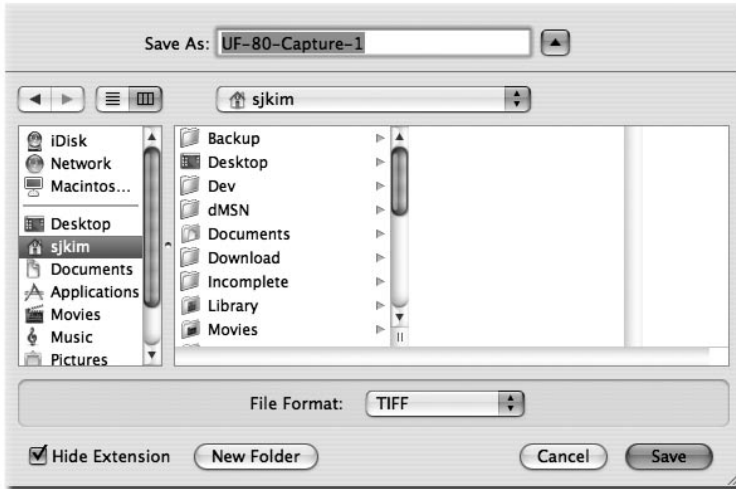 Save As: UF-80-Capture-1
sjkim
iDisk
Network
Macintos...
Desktop
sjkim
Documents
Applications
Movies
Music
Pictures
Backup
Desktop
Dev
dMSN
Documents
Download
Incomplete
Library
Movies
File Format: TIFF
Hide Extension
New Folder
Cancel
Save